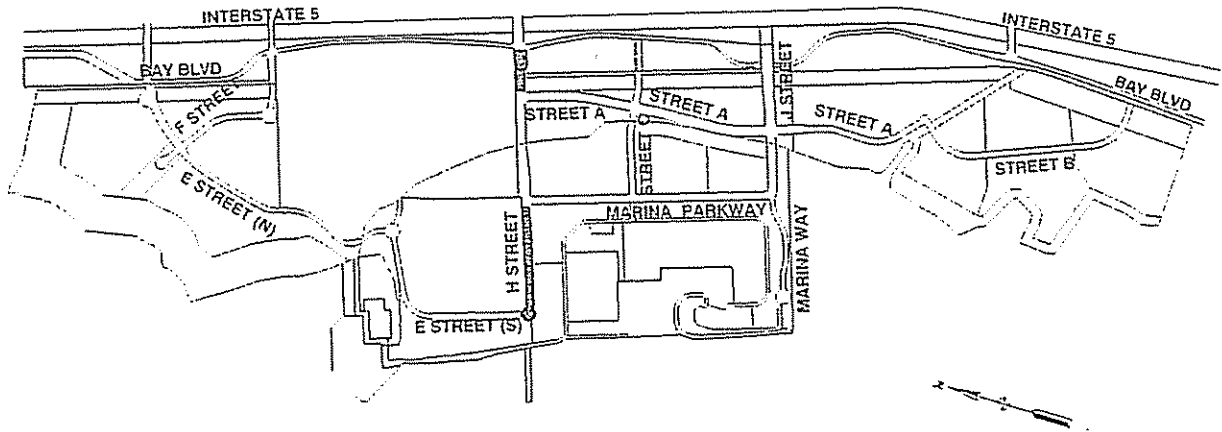 INTERSTATE 5
INTERSTATE 5
BAY BLVD
BAY BLVD
F STREET
STREET A
STREET A
STREET A
J STREET
STREET
STREET B
E STREET (N)
MARINA PARKWAY
H STREET
MARINA WAY
E STREET (S)